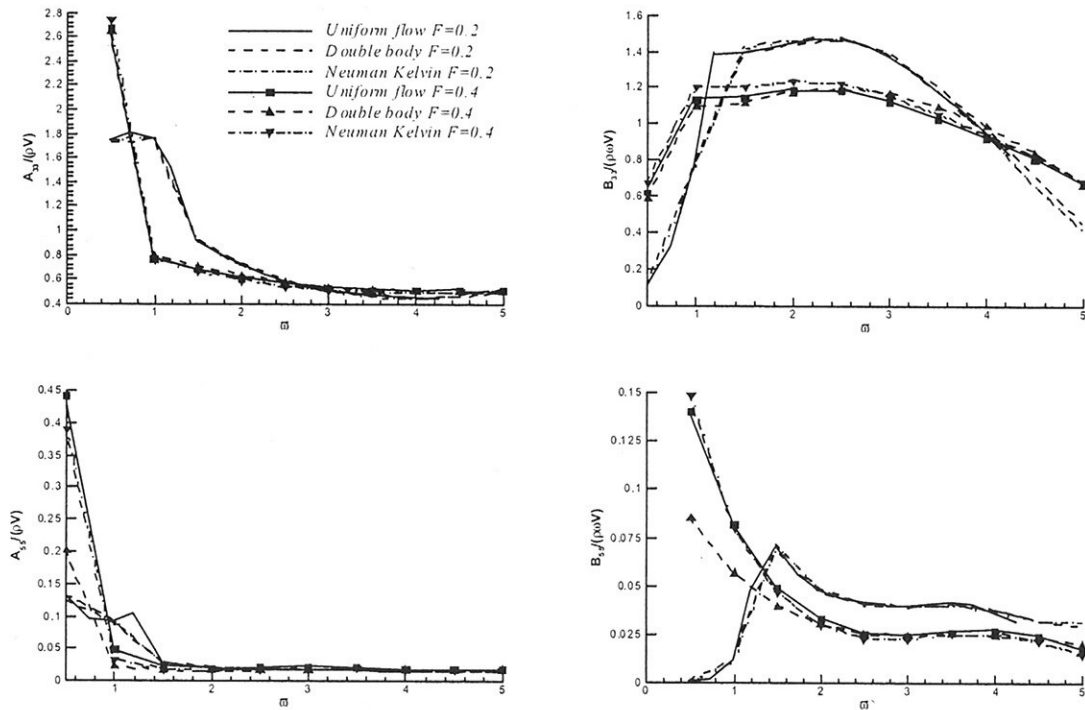 Uniform flow F=0.2
Double body F=0.2
Neuman Kelvin F=0.2
Uniform flow F=0.4
Double body F=0.4
Neuman Kelvin F=0.4
A₃₃/(ρV)
2.8
2.6
2.4
2.2
2
1.8
1.6
1.4
1.2
1
0.8
0.6
0.4
0 1 2 3 4 5
ϖ
B₃₃/(ρωV)
1.6
1.4
1.2
1
0.8
0.6
0.4
0.2
0
1 2 3 4 5
ϖ
A₅₅/(ρV)
0.45
0.4
0.35
0.3
0.25
0.2
0.15
0.1
0.05
0
1 2 3 4 5
ϖ
B₅₅/(ρωV)
0.15
0.125
0.1
0.075
0.05
0.025
0
0 1 2 3 4 5
ϖ